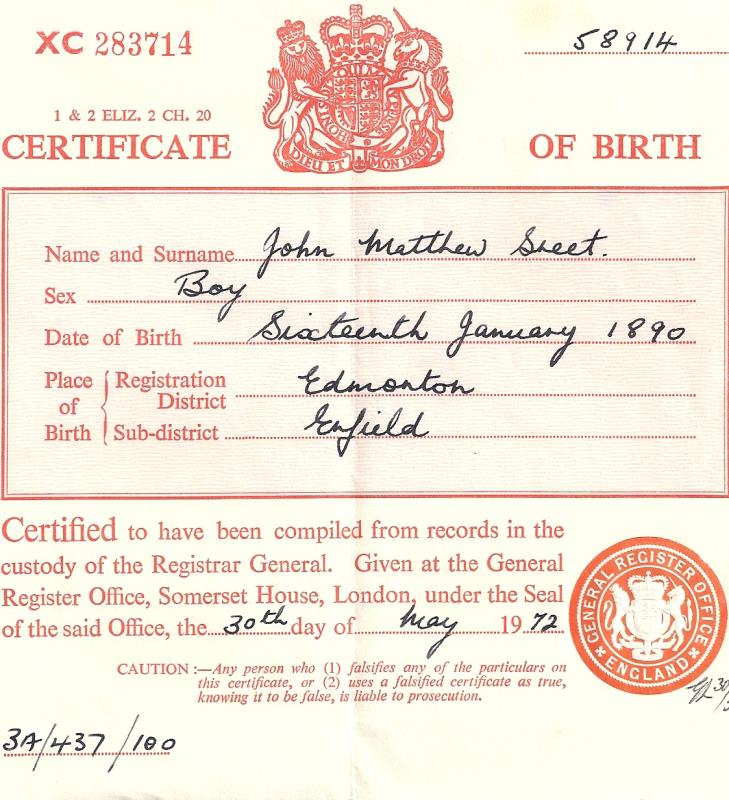 XC 283714
58914
1 & 2 ELIZ. 2 CH. 20
DIEU ET MON DROIT
CERTIFICATE OF BIRTH
Name and Surname John Matthew Sreet.
Sex Boy
Date of Birth Sixteenth January 1890
Place of Birth
Registration District Edmonton
Sub-district Enfield
Certified to have been compiled from records in the
custody of the Registrar General. Given at the General
Register Office, Somerset House, London, under the Seal
of the said Office, the 30th day of May 1972
GENERAL REGISTER OFFICE
ENGLAND
CAUTION :—Any person who (1) falsifies any of the particulars on
this certificate, or (2) uses a falsified certificate as true,
knowing it to be false, is liable to prosecution.
3A/437/100